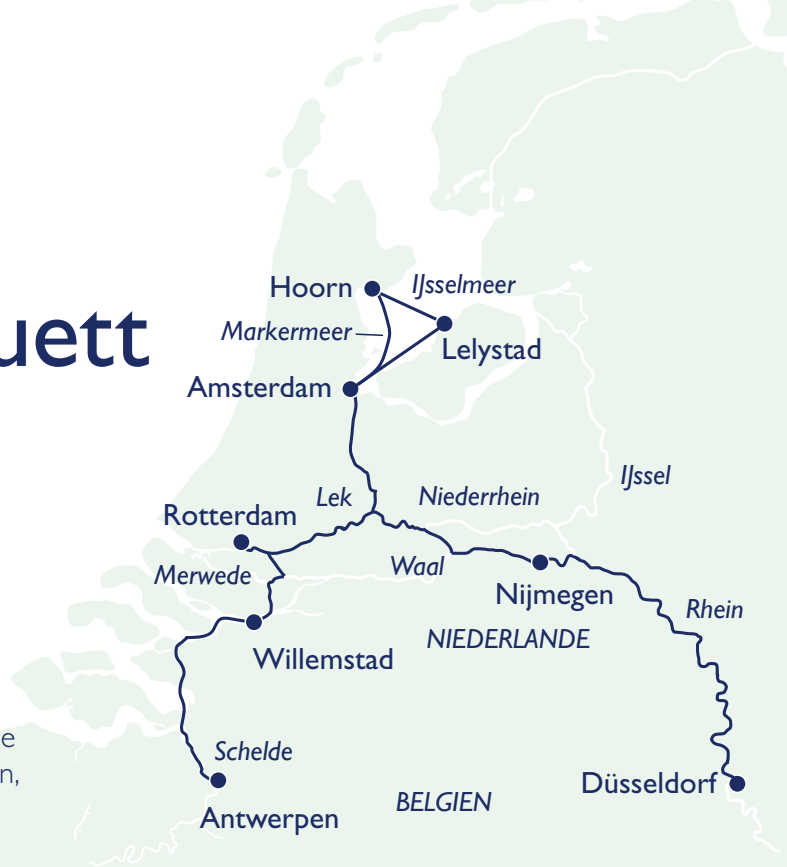 Hoorn
IJsselmeer
uett
Markermeer
Lelystad
Amsterdam
IJssel
Lek
Niederrhein
Rotterdam
Waal
Merwede
Nijmegen
Rhein
NIEDERLANDE
Willemstad
e
n,
Schelde
Düsseldorf
BELGIEN
Antwerpen